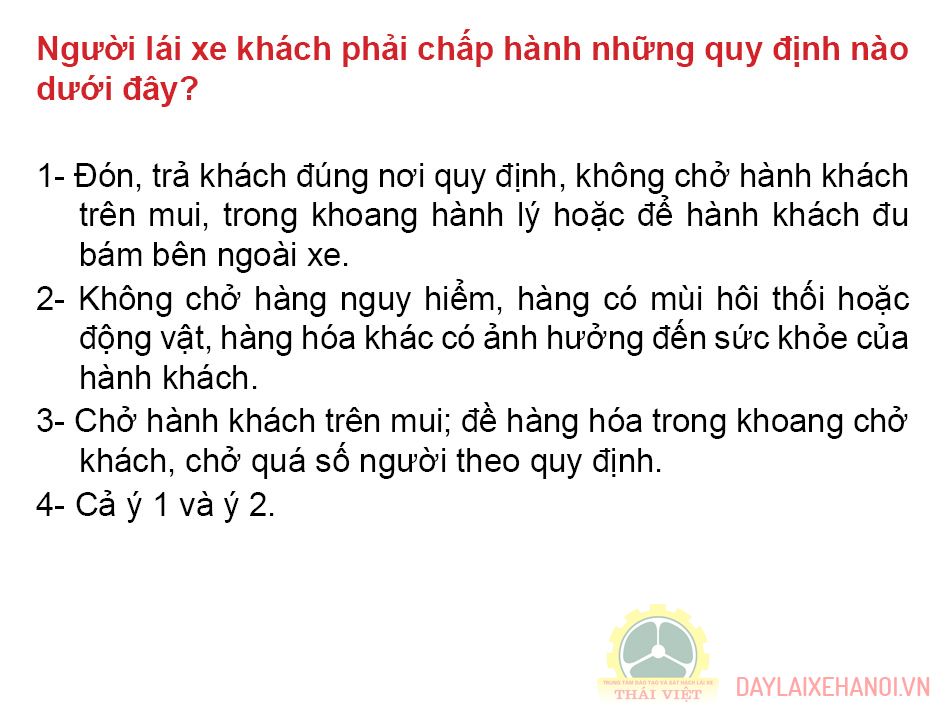 Người lái xe khách phải chấp hành những quy định nào
dưới đây?
1- Đón, trả khách đúng nơi quy định, không chở hành khách
trên mui, trong khoang hành lý hoặc để hành khách đu
bám bên ngoài xe.
2- Không chở hàng nguy hiểm, hàng có mùi hôi thối hoặc
động vật, hàng hóa khác có ảnh hưởng đến sức khỏe của
hành khách.
3- Chở hành khách trên mui; đề hàng hóa trong khoang chở
khách, chở quá số người theo quy định.
4- Cả ý 1 và ý 2.
TRUNG TÂM ĐÀO TẠO VÀ SÁT HẠCH LÁI XE
THÁI VIỆT
DAYLAIXEHANOI.VN